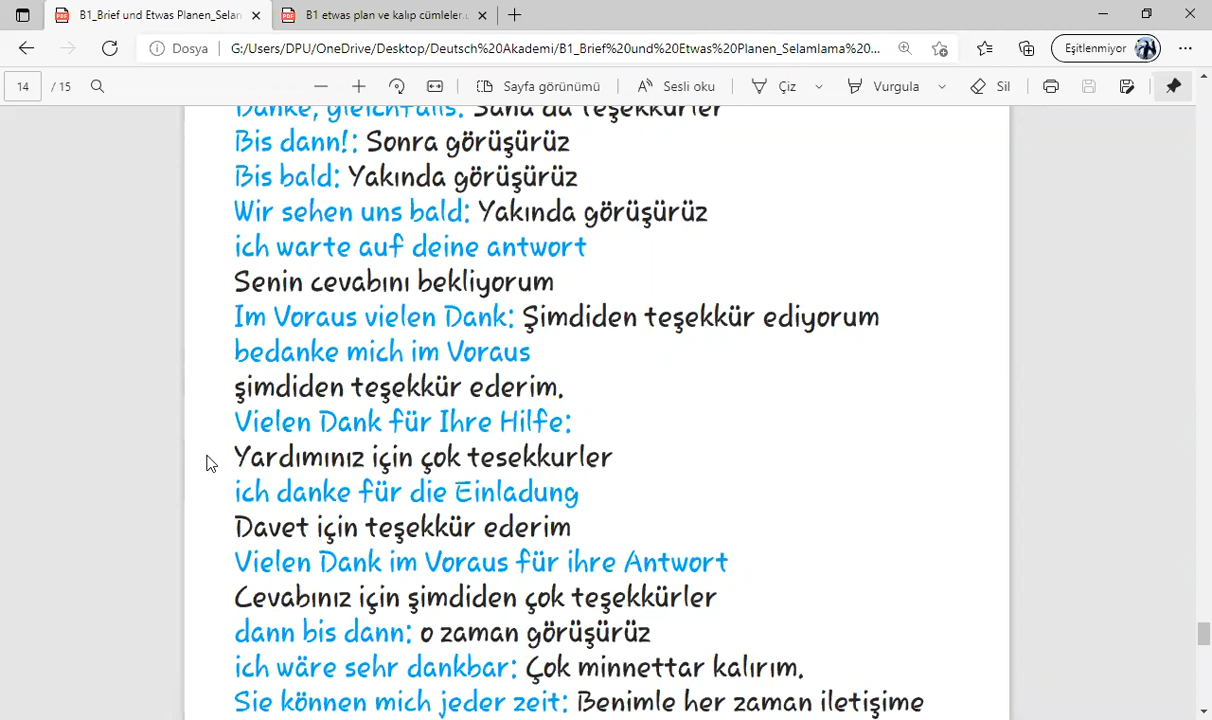 B1_Brief und Etwas Planen_Selan
B1 etwas plan ve kalıp cümleler.
Dosya
G:/Users/DPU/OneDrive/Desktop/Deutsch%20Akademi/B1_Brief%20und%20Etwas%20Planen_Selamlama%20...
Eşitlenmiyor
14 / 15
Sayfa görünümü
Sesli oku
Çiz
Vurgula
Sil
Danke, gleichfalls: Sana da Teşekkürler
Bis dann!: Sonra görüşürüz
Bis bald: Yakında görüşürüz
Wir sehen uns bald: Yakında görüşürüz
ich warte auf deine antwort
Senin cevabını bekliyorum
Im Voraus vielen Dank: Şimdiden teşekkür ediyorum
bedanke mich im Voraus
şimdiden teşekkür ederim.
Vielen Dank für Ihre Hilfe:
Yardımınız için çok tesekkurler
ich danke für die Einladung
Davet için teşekkür ederim
Vielen Dank im Voraus für ihre Antwort
Cevabınız için şimdiden çok teşekkürler
dann bis dann: o zaman görüşürüz
ich wäre sehr dankbar: Çok minnettar kalırım.
Sie können mich jeder zeit: Benimle her zaman iletişime